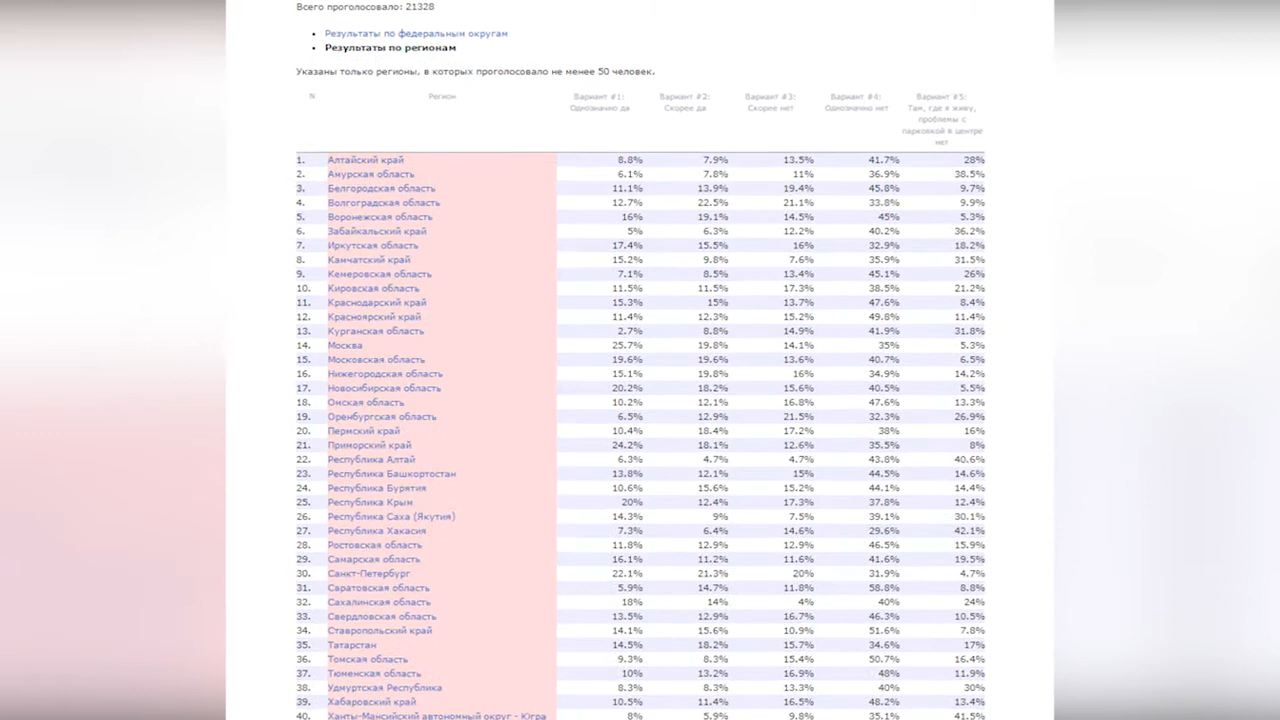 Всего проголосовало: 21328
Результаты по федеральным округам
Результаты по регионам
Указаны только регионы, в которых проголосовало не менее 50 человек.
N Регион Вариант #1: Однозначно да Вариант #2: Скорее да Вариант #3: Скорее нет Вариант #4: Однозначно нет Вариант #5: Там, где я живу, проблемы с парковкой в центре нет
1. Алтайский край 8.8% 7.9% 13.5% 41.7% 28%
2. Амурская область 6.1% 7.8% 11% 36.9% 38.5%
3. Белгородская область 11.1% 13.9% 19.4% 45.8% 9.7%
4. Волгоградская область 12.7% 22.5% 21.1% 33.8% 9.9%
5. Воронежская область 16% 19.1% 14.5% 45% 5.3%
6. Забайкальский край 5% 6.3% 12.2% 40.2% 36.2%
7. Иркутская область 17.4% 15.5% 16% 32.9% 18.2%
8. Камчатский край 15.2% 9.8% 7.6% 35.9% 31.5%
9. Кемеровская область 7.1% 8.5% 13.4% 45.1% 26%
10. Кировская область 11.5% 11.5% 17.3% 38.5% 21.2%
11. Краснодарский край 15.3% 15% 13.7% 47.6% 8.4%
12. Красноярский край 11.4% 12.3% 15.2% 49.8% 11.4%
13. Курганская область 2.7% 8.8% 14.9% 41.9% 31.8%
14. Москва 25.7% 19.8% 14.1% 35% 5.3%
15. Московская область 19.6% 19.6% 13.6% 40.7% 6.5%
16. Нижегородская область 15.1% 19.8% 16% 34.9% 14.2%
17. Новосибирская область 20.2% 18.2% 15.6% 40.5% 5.5%
18. Омская область 10.2% 12.1% 16.8% 47.6% 13.3%
19. Оренбургская область 6.5% 12.9% 21.5% 32.3% 26.9%
20. Пермский край 10.4% 18.4% 17.2% 38% 16%
21. Приморский край 24.2% 18.1% 12.6% 35.5% 8%
22. Республика Алтай 6.3% 4.7% 4.7% 43.8% 40.6%
23. Республика Башкортостан 13.8% 12.1% 15% 44.5% 14.6%
24. Республика Бурятия 10.6% 15.6% 15.2% 44.1% 14.4%
25. Республика Крым 20% 12.4% 17.3% 37.8% 12.4%
26. Республика Саха (Якутия) 14.3% 9% 7.5% 39.1% 30.1%
27. Республика Хакасия 7.3% 6.4% 14.6% 29.6% 42.1%
28. Ростовская область 11.8% 12.9% 12.9% 46.5% 15.9%
29. Самарская область 16.1% 11.2% 11.6% 41.6% 19.5%
30. Санкт-Петербург 22.1% 21.3% 20% 31.9% 4.7%
31. Саратовская область 5.9% 14.7% 11.8% 58.8% 8.8%
32. Сахалинская область 18% 14% 4% 40% 24%
33. Свердловская область 13.5% 12.9% 16.7% 46.3% 10.5%
34. Ставропольский край 14.1% 15.6% 10.9% 51.6% 7.8%
35. Татарстан 14.5% 18.2% 15.7% 34.6% 17%
36. Томская область 9.3% 8.3% 15.4% 50.7% 16.4%
37. Тюменская область 10% 13.2% 16.9% 48% 11.9%
38. Удмуртская Республика 8.3% 8.3% 13.3% 40% 30%
39. Хабаровский край 10.5% 11.4% 16.5% 48.2% 13.4%
40. Ханты-Мансийский автономный округ - Югра 8% 5.9% 9.8% 35.1% 41.5%